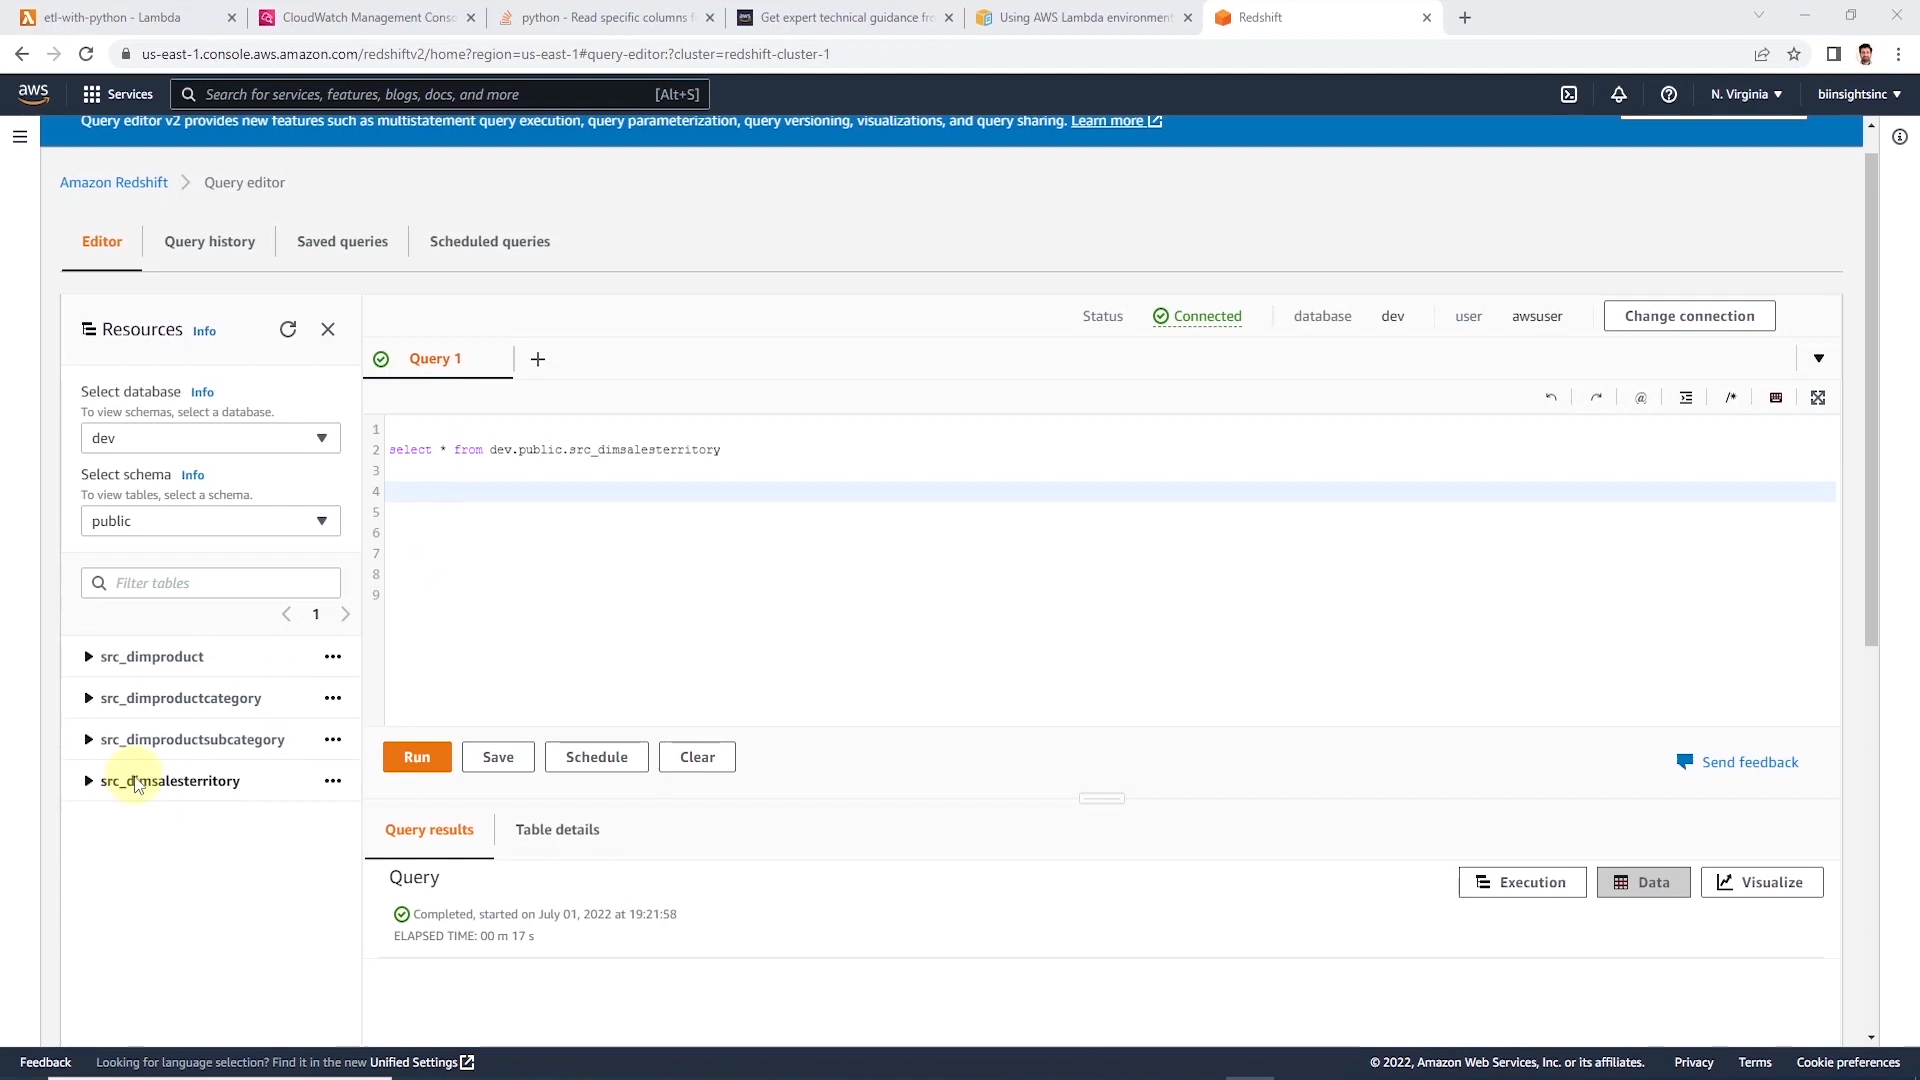 etl-with-python - Lambda
CloudWatch Management Cons
python - Read specific columns f
Get expert technical guidance fro
Using AWS Lambda environment
Redshift
us-east-1.console.aws.amazon.com/redshiftv2/home?region=us-east-1#query-editor:?cluster=redshift-cluster-1
aws
Services
Search for services, features, blogs, docs, and more
[Alt+S]
N. Virginia
biinsightsinc
Query editor v2 provides new features such as multistatement query execution, query parameterization, query versioning, visualizations, and query sharing. Learn more
Amazon Redshift
Query editor
Editor
Query history
Saved queries
Scheduled queries
Resources Info
Status
Connected
database
dev
user
awsuser
Change connection
Query 1
Select database Info
To view schemas, select a database.
dev
Select schema Info
To view tables, select a schema.
public
Filter tables
1
src_dimproduct
src_dimproductcategory
src_dimproductsubcategory
src_dimsalesterritory
@
/*
1
2 select * from dev.public.src_dimsalesterritory
3
4
5
6
7
8
9
Run
Save
Schedule
Clear
Send feedback
Query results
Table details
Query
Execution
Data
Visualize
Completed, started on July 01, 2022 at 19:21:58
ELAPSED TIME: 00 m 17 s
Feedback
Looking for language selection? Find it in the new Unified Settings
© 2022, Amazon Web Services, Inc. or its affiliates.
Privacy
Terms
Cookie preferences